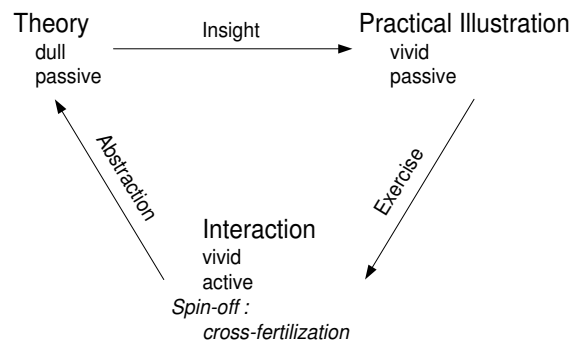 Theory
dull
passive
Insight
Practical Illustration
vivid
passive
Abstraction
Exercise
Interaction
vivid
active
Spin-off :
cross-fertilization